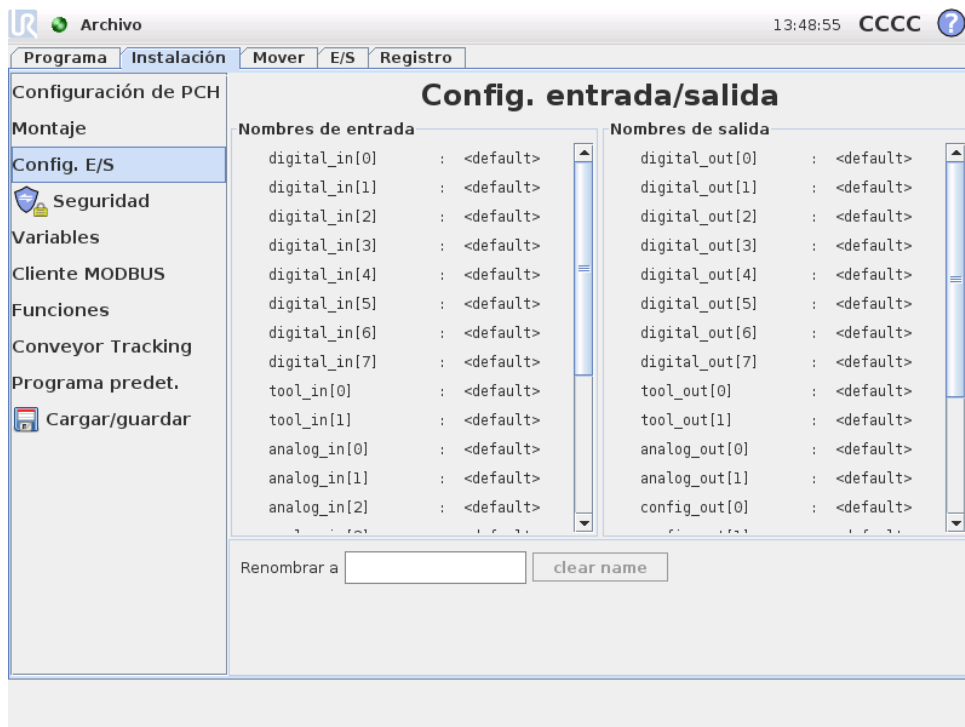 UR Archivo 13:48:55 CCCC ?
Programa Instalación Mover E/S Registro
Configuración de PCH
Montaje
Config. E/S
Seguridad
Variables
Cliente MODBUS
Funciones
Conveyor Tracking
Programa predet.
Cargar/guardar
Config. entrada/salida
Nombres de entrada
digital_in[0] : <default>
digital_in[1] : <default>
digital_in[2] : <default>
digital_in[3] : <default>
digital_in[4] : <default>
digital_in[5] : <default>
digital_in[6] : <default>
digital_in[7] : <default>
tool_in[0] : <default>
tool_in[1] : <default>
analog_in[0] : <default>
analog_in[1] : <default>
analog_in[2] : <default>
Nombres de salida
digital_out[0] : <default>
digital_out[1] : <default>
digital_out[2] : <default>
digital_out[3] : <default>
digital_out[4] : <default>
digital_out[5] : <default>
digital_out[6] : <default>
digital_out[7] : <default>
tool_out[0] : <default>
tool_out[1] : <default>
analog_out[0] : <default>
analog_out[1] : <default>
config_out[0] : <default>
Renombrar a clear name